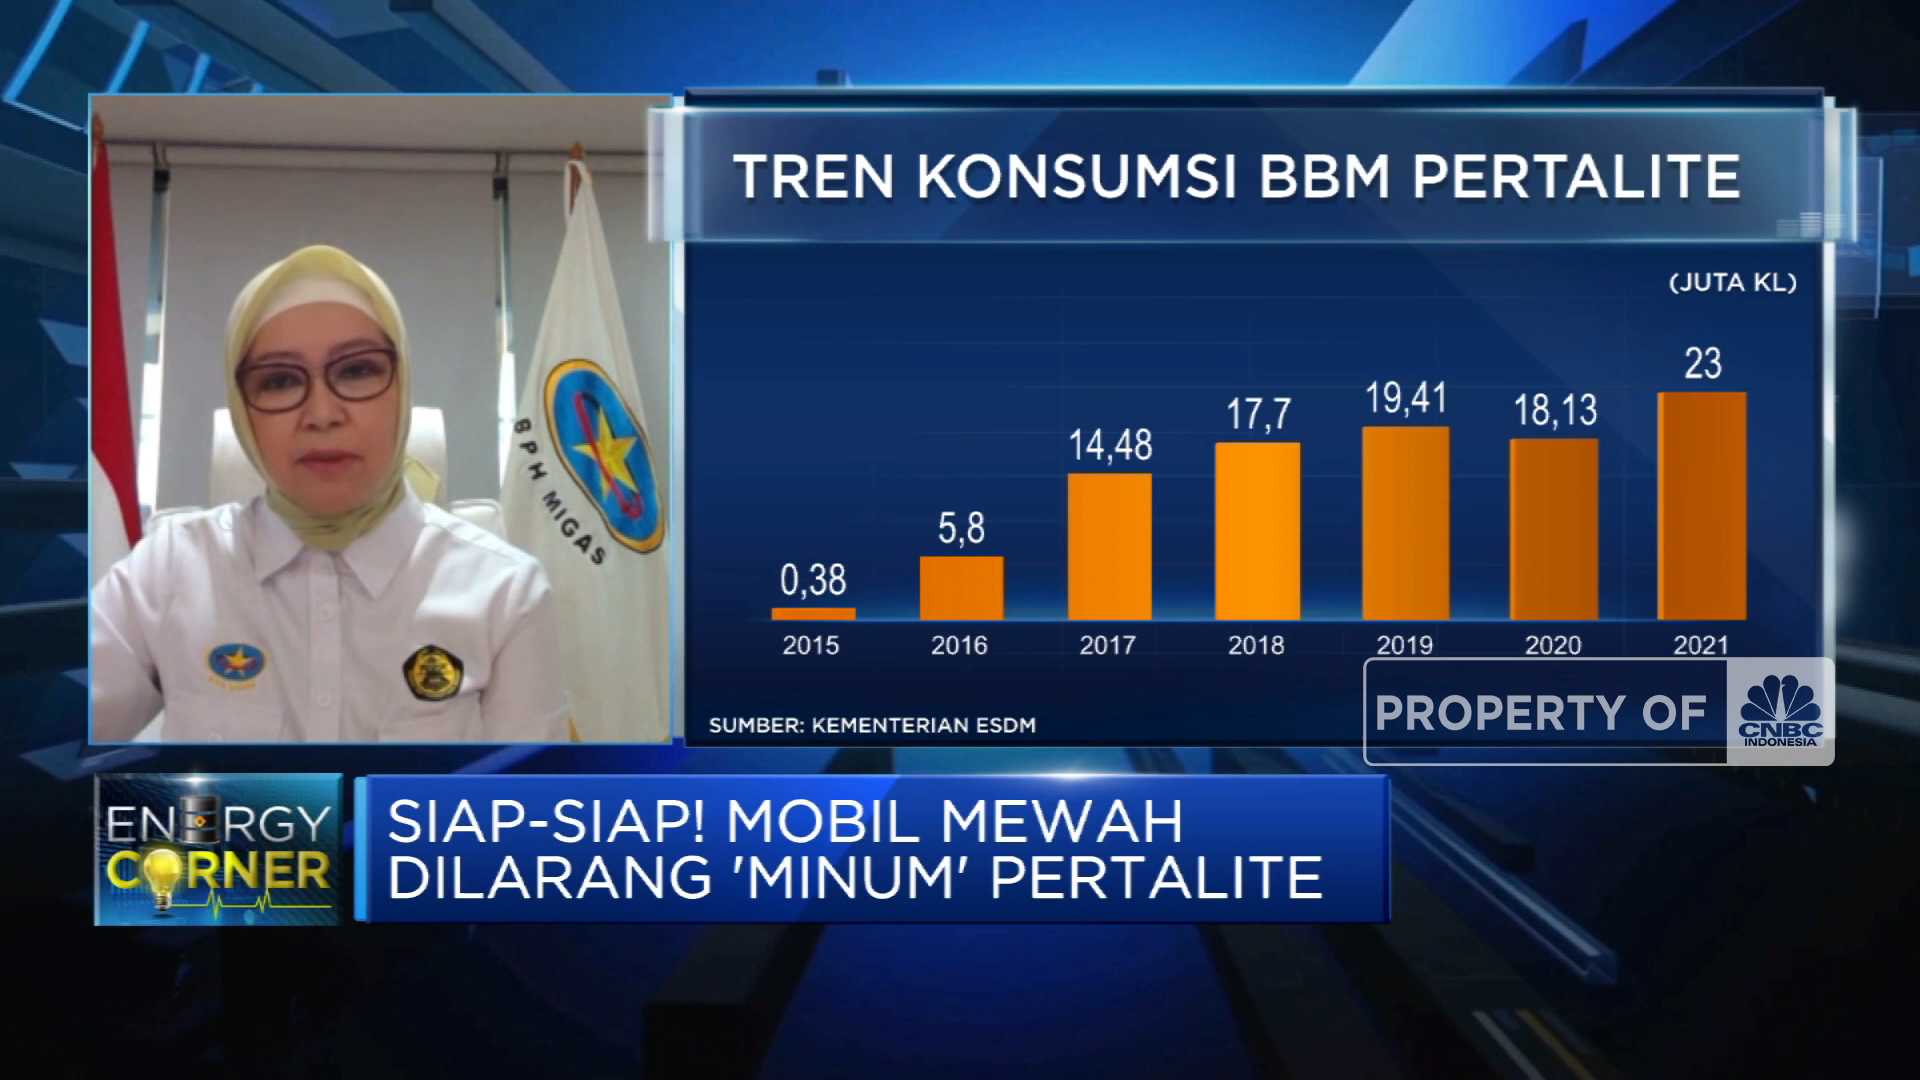 TREN KONSUMSI BBM PERTALITE
(JUTA KL)
0,38
5,8
14,48
17,7
19,41
18,13
23
2015
2016
2017
2018
2019
2020
2021
SUMBER: KEMENTERIAN ESDM
PROPERTY OF
CNBC
INDONESIA
BPH MIGAS
ENERGY
CORNER
SIAP-SIAP! MOBIL MEWAH
DILARANG 'MINUM' PERTALITE